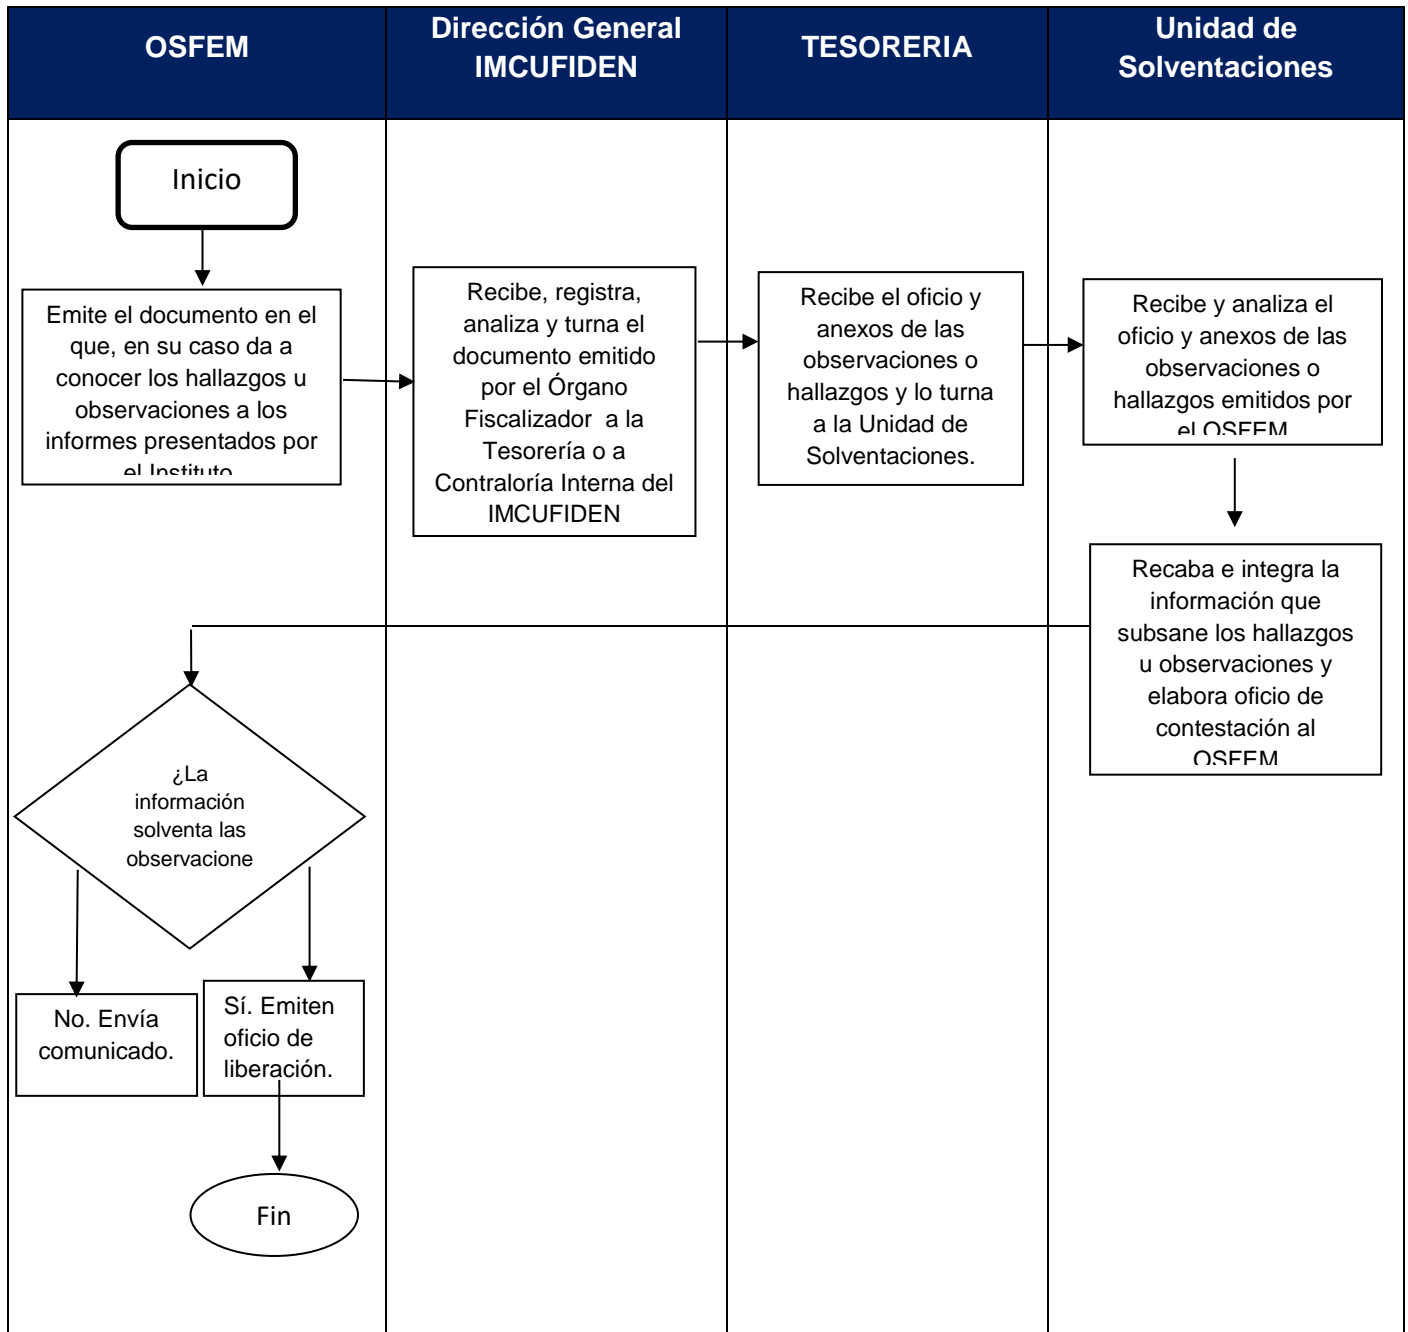 OSFEM
Dirección General
IMCUFIDEN
TESORERIA
Unidad de
Solventaciones
Inicio
Emite el documento en el
que, en su caso da a
conocer los hallazgos u
observaciones a los
informes presentados por
el Instituto
Recibe, registra,
analiza y turna el
documento emitido
por el Órgano
Fiscalizador a la
Tesorería o a
Contraloría Interna del
IMCUFIDEN
Recibe el oficio y
anexos de las
observaciones o
hallazgos y lo turna
a la Unidad de
Solventaciones.
Recibe y analiza el
oficio y anexos de las
observaciones o
hallazgos emitidos por
el OSFEM
Recaba e integra la
información que
subsane los hallazgos
u observaciones y
elabora oficio de
contestación al
OSFEM
¿La
información
solventa las
observacione
No. Envía
comunicado.
Sí. Emiten
oficio de
liberación.
Fin